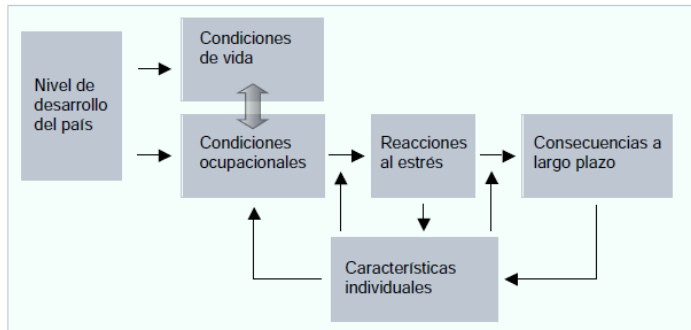 Condiciones
de vida
Nivel de
desarrollo
del país
Condiciones
ocupacionales
Reacciones
al estrés
Consecuencias a
largo plazo
Características
individuales